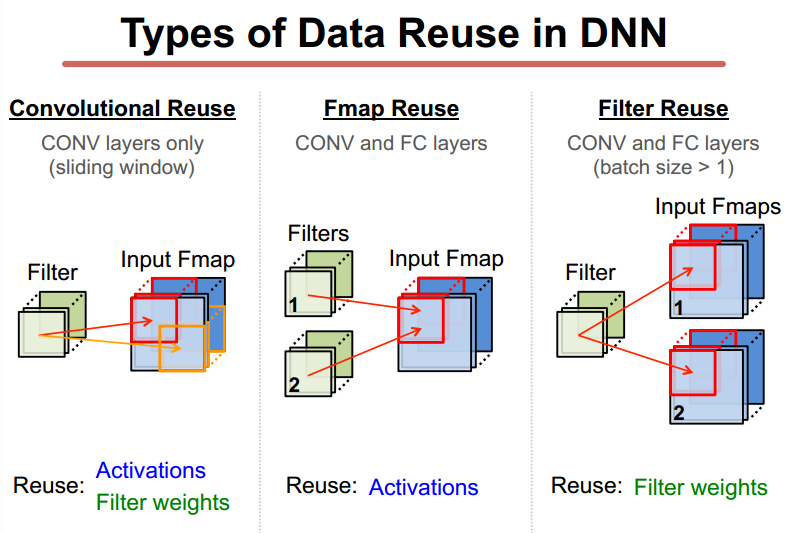 Types of Data Reuse in DNN
Convolutional Reuse
CONV layers only
(sliding window)
Filter
Input Fmap
Reuse:
Activations
Filter weights
Fmap Reuse
CONV and FC layers
Filters
Input Fmap
1
2
Reuse: Activations
Filter Reuse
CONV and FC layers
(batch size > 1)
Input Fmaps
Filter
1
2
Reuse: Filter weights